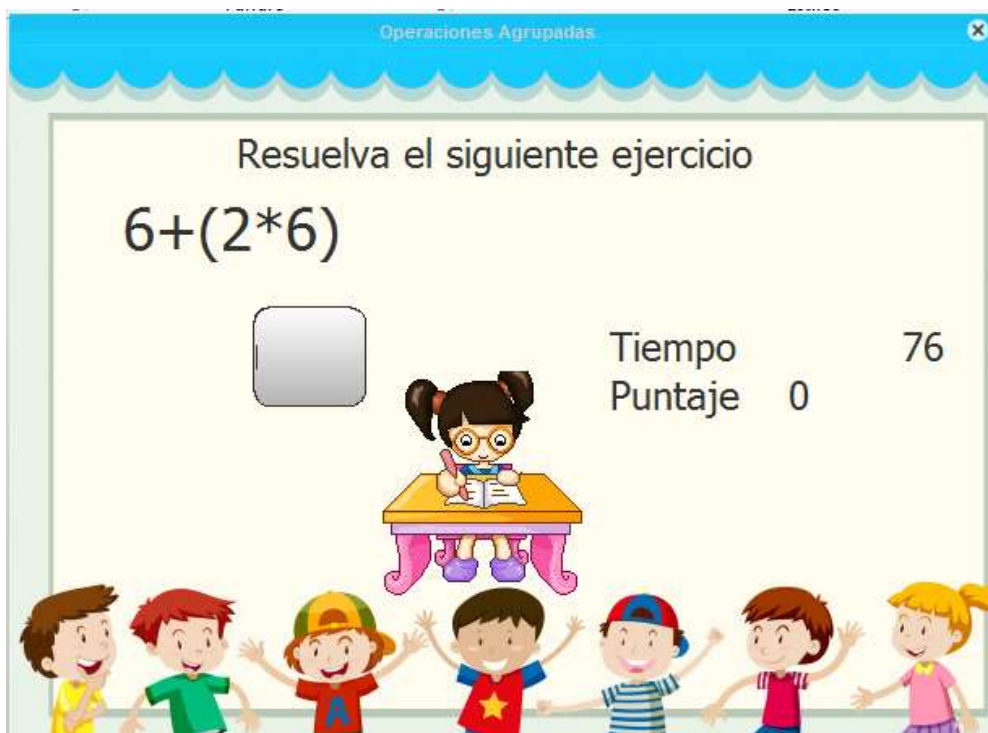 Operaciones Agrupadas
Resuelva el siguiente ejercicio
6+(2*6)
Tiempo 76
Puntaje 0
A